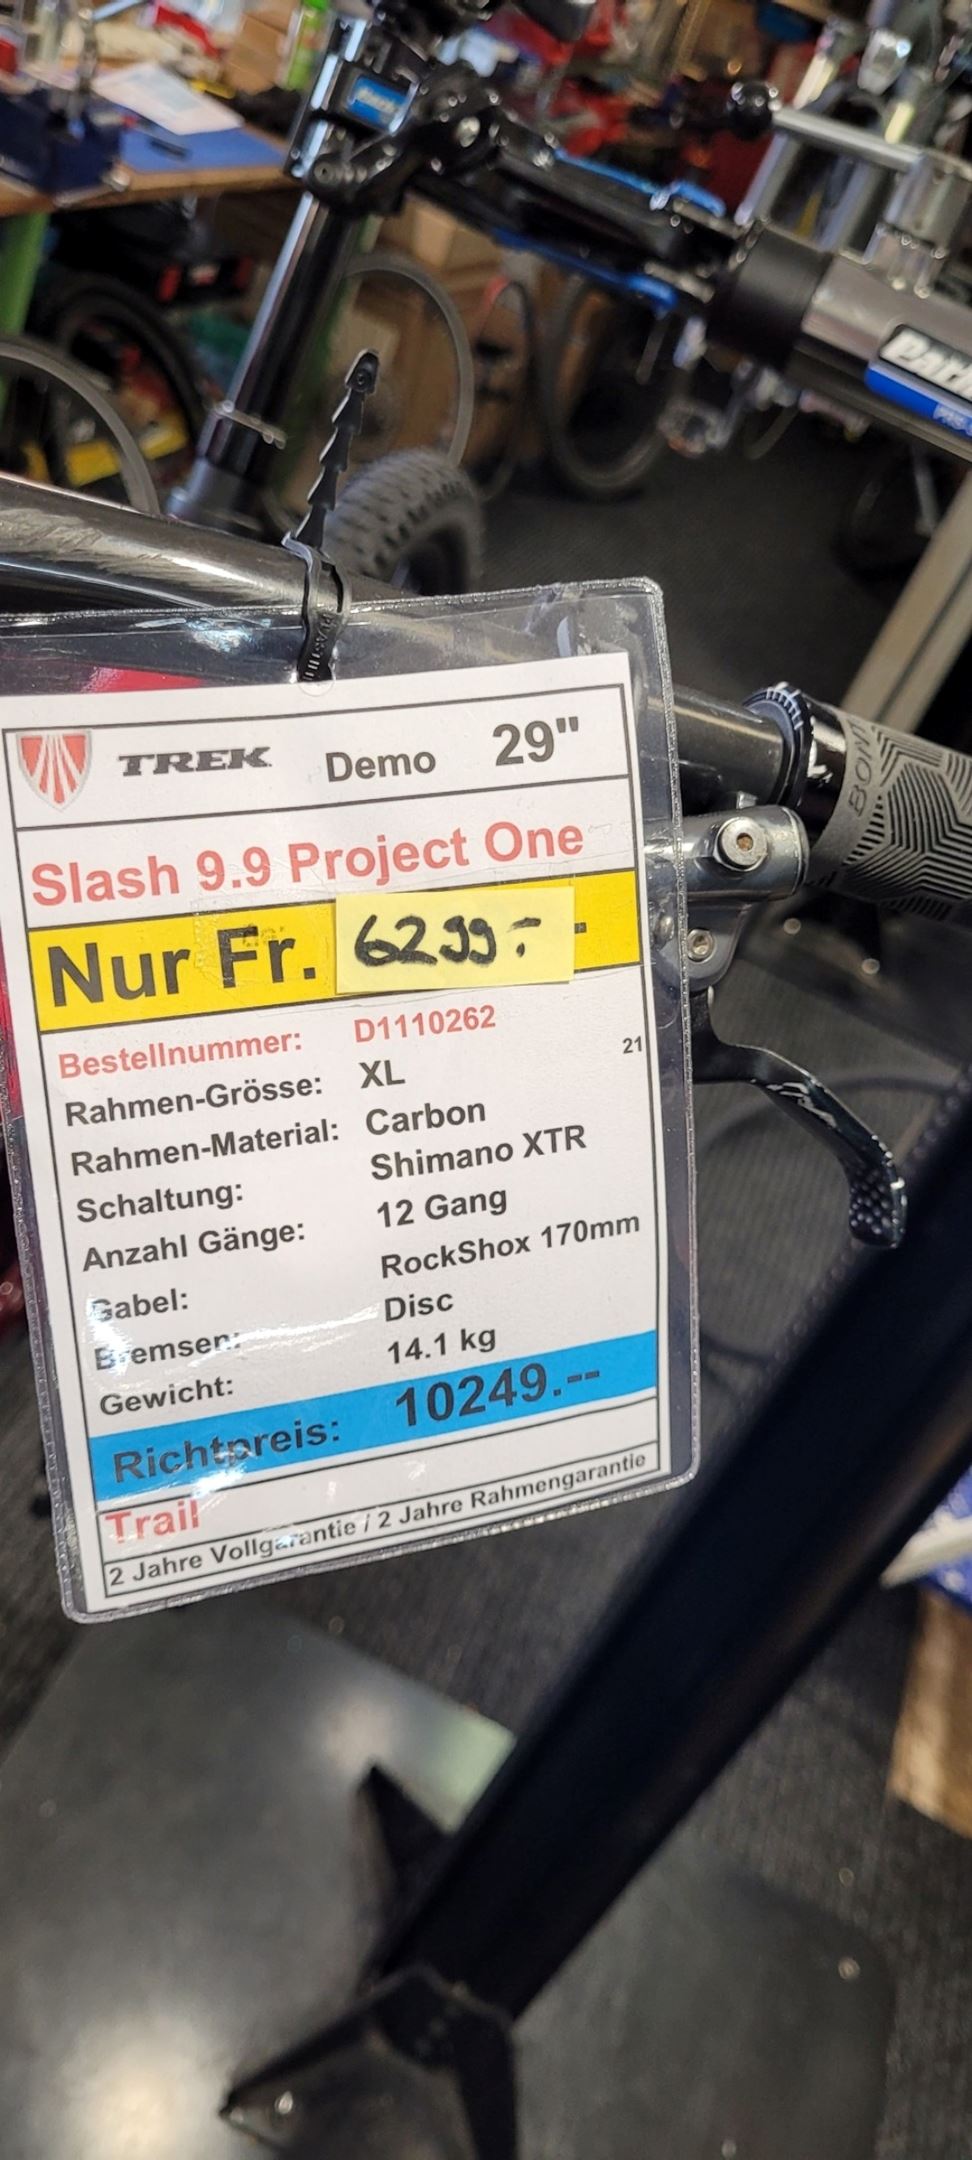 TREK Demo 29"
Slash 9.9 Project One
Nur Fr. 6299.-
Bestellnummer: D1110262
Rahmen-Grösse: XL 21
Rahmen-Material: Carbon
Schaltung: Shimano XTR
Anzahl Gänge: 12 Gang
Gabel: RockShox 170mm
Bremsen: Disc
Gewicht: 14.1 kg
Richtpreis: 10249.--
Trail
2 Jahre Vollgarantie / 2 Jahre Rahmengarantie